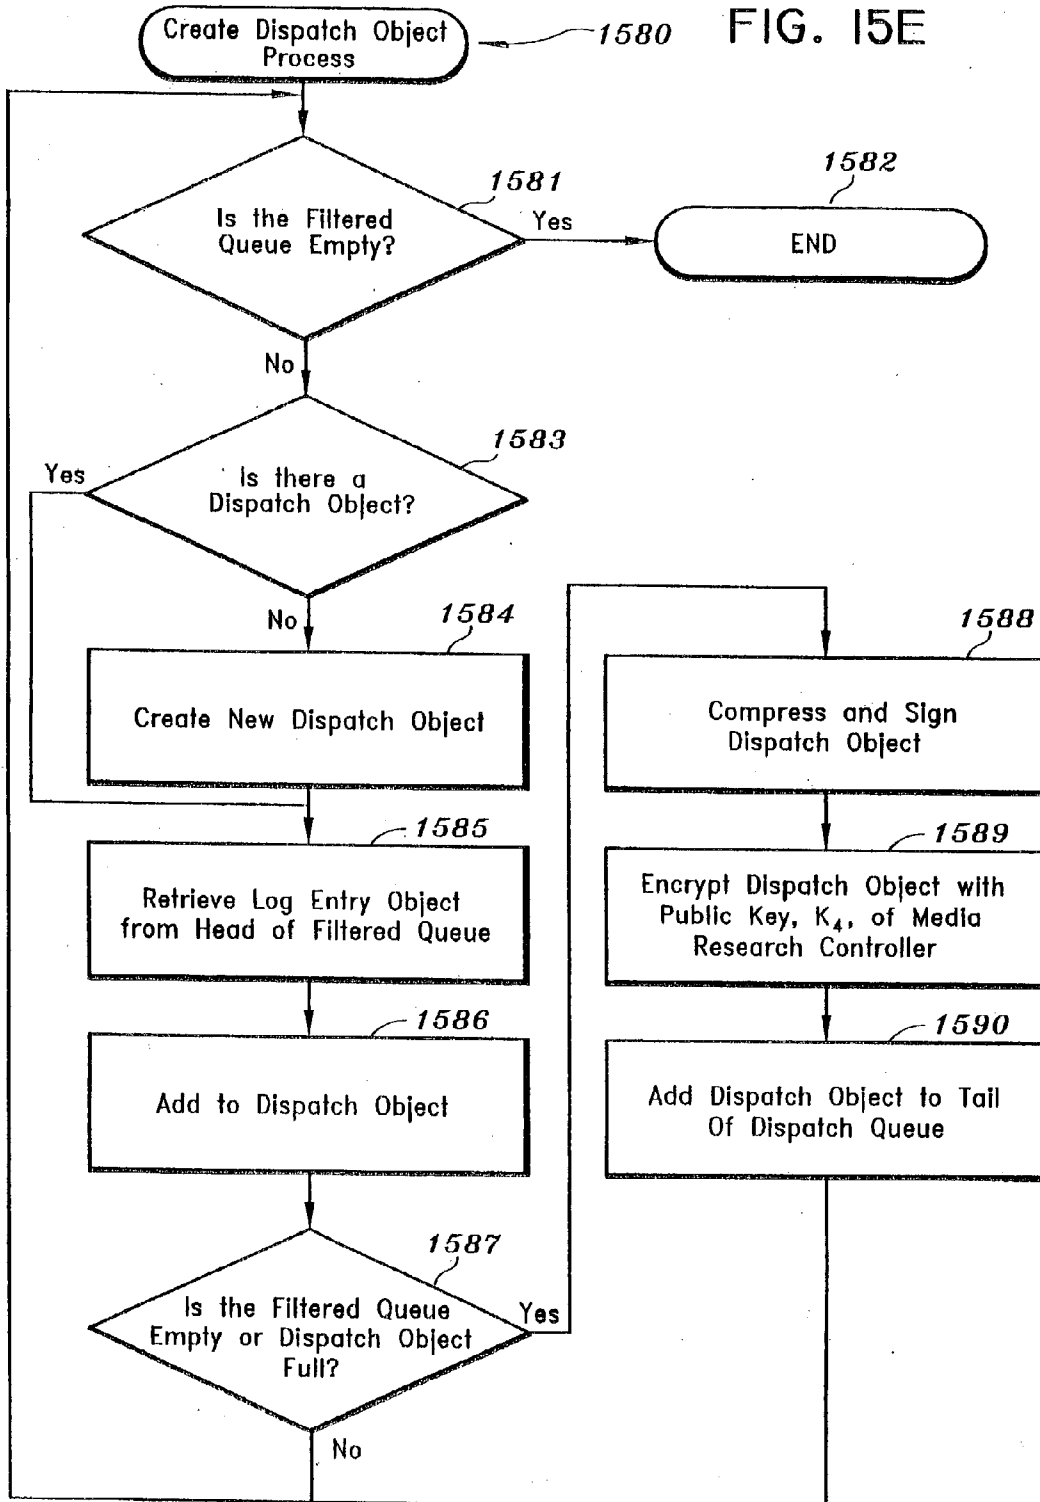 FIG. 15E
Create Dispatch Object
Process
1580
1581
Is the Filtered
Queue Empty?
Yes
1582
END
No
1583
Is there a
Dispatch Object?
Yes
No
1584
Create New Dispatch Object
1585
Retrieve Log Entry Object
from Head of Filtered Queue
1586
Add to Dispatch Object
1587
Is the Filtered Queue
Empty or Dispatch Object
Full?
Yes
No
1588
Compress and Sign
Dispatch Object
1589
Encrypt Dispatch Object with
Public Key, K₄, of Media
Research Controller
1590
Add Dispatch Object to Tail
Of Dispatch Queue